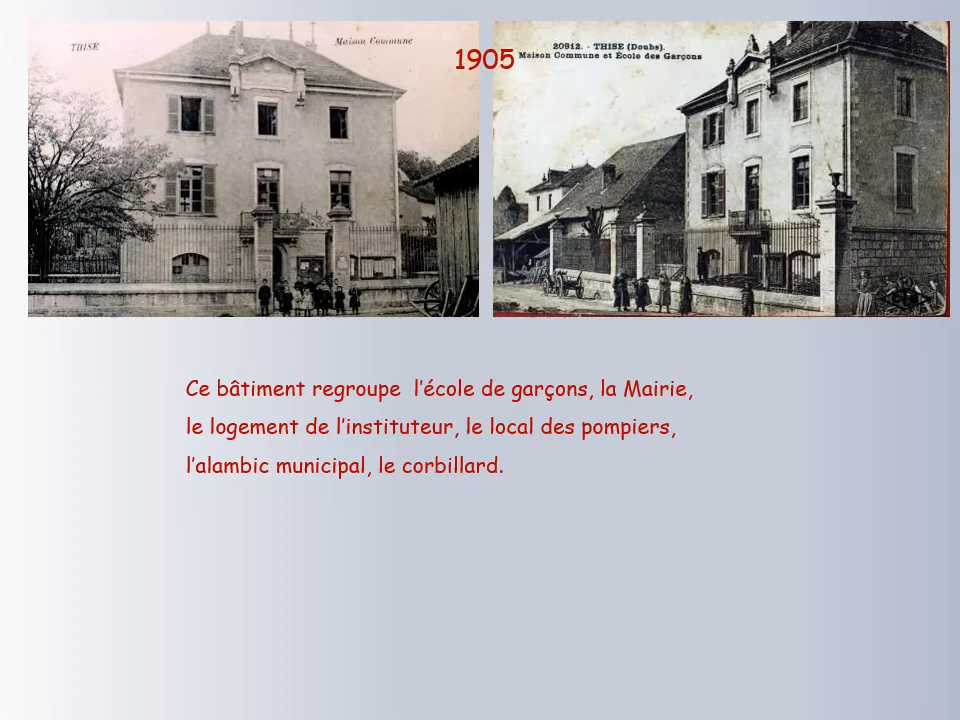 THISE
Maison Commune
1905
20912. - THISE (Doubs).
Maison Commune et École des Garçons
Ce bâtiment regroupe l'école de garçons, la Mairie,
le logement de l'instituteur, le local des pompiers,
l'alambic municipal, le corbillard.